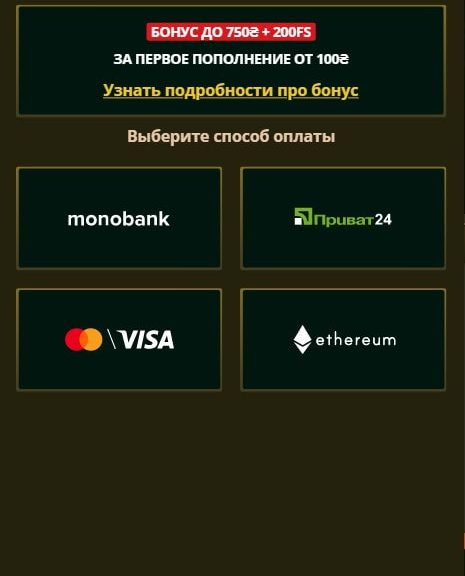 БОНУС ДО 750₴ + 200FS
ЗА ПЕРВОЕ ПОПОЛНЕНИЕ ОТ 100₴
Узнать подробности про бонус
Выберите способ оплаты
monobank
Приват24
VISA
ethereum